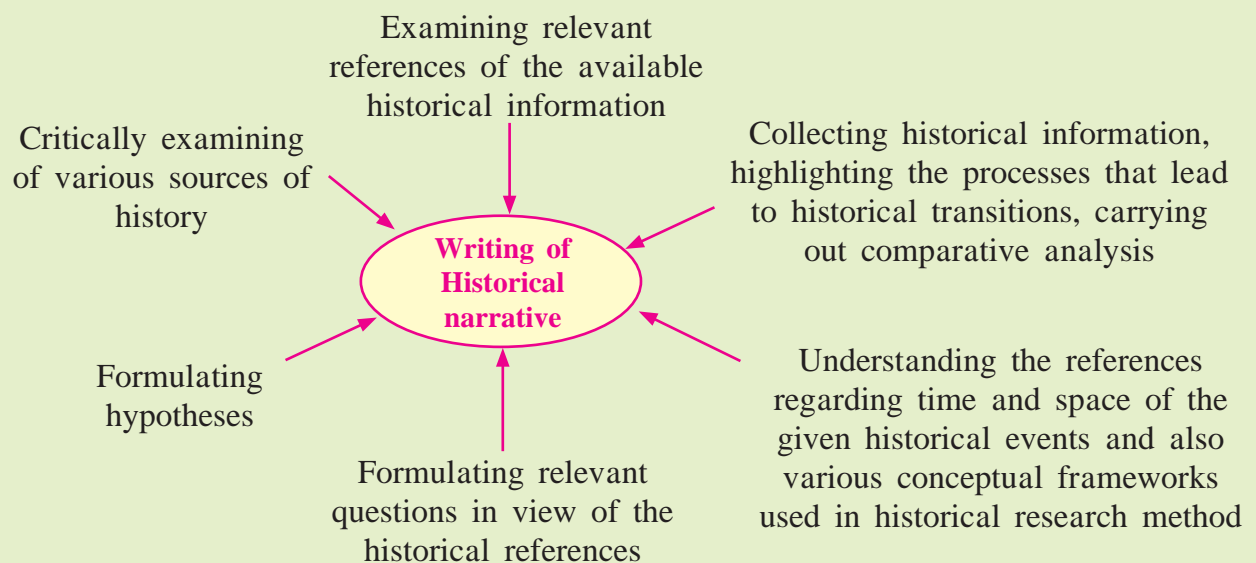 Examining relevant
references of the available
historical information
Critically examining
of various sources of
history
Collecting historical information,
highlighting the processes that lead
to historical transitions, carrying
out comparative analysis
Writing of
Historical
narrative
Formulating
hypotheses
Understanding the references
regarding time and space of the
given historical events and also
various conceptual frameworks
used in historical research method
Formulating relevant
questions in view of the
historical references